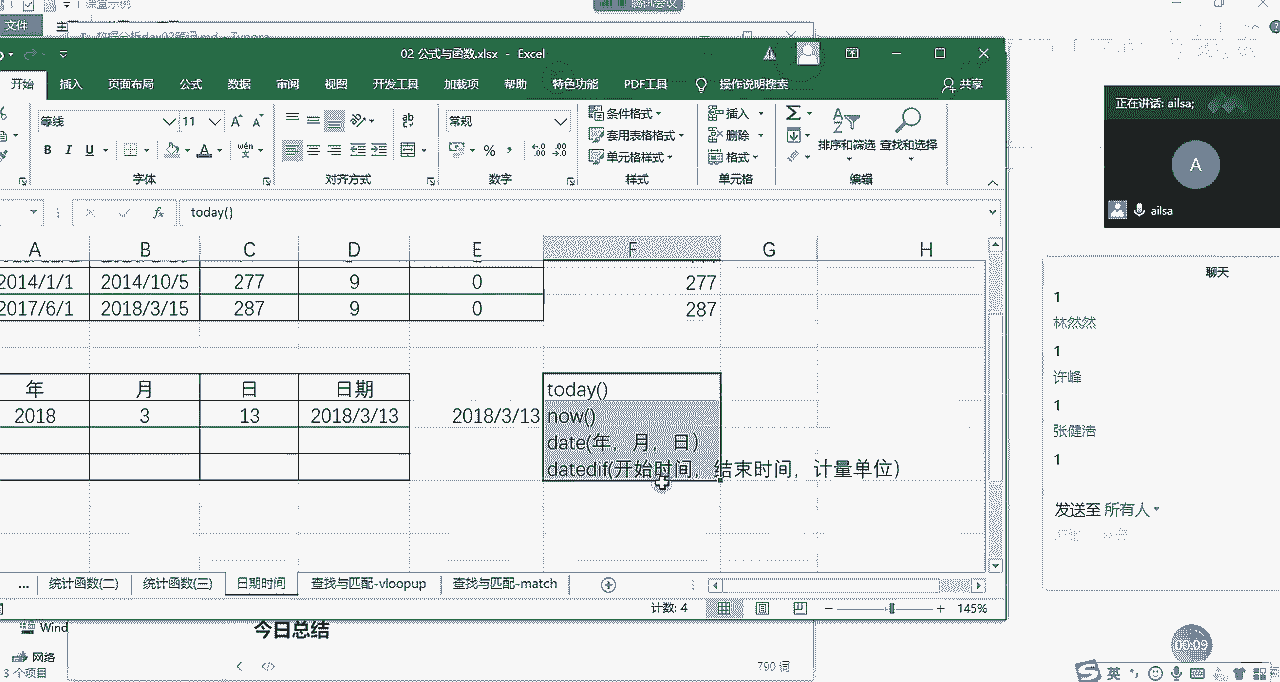 课堂示例
腾讯会议
文件
02 公式与函数.xlsx - Excel
开始 插入 页面布局 公式 数据 审阅 视图 开发工具 加载项 帮助 特色功能 PDF工具 操作说明搜索 共享
等线 11 常规 条件格式 插入
套用表格格式 删除
B I U % 单元格样式 格式 排序和筛选 查找和选择
字体 对齐方式 数字 样式 单元格 编辑
fx today()
A B C D E F G H
2014/1/1 2014/10/5 277 9 0 277
2017/6/1 2018/3/15 287 9 0 287
年 月 日 日期 today()
2018 3 13 2018/3/13 2018/3/13 now()
date(年，月，日)
datedif(开始时间，结束时间，计量单位)
... 统计函数(二) 统计函数(三) 日期时间 查找与匹配-vloopup 查找与匹配-match
计数: 4 145%
Wind
今日总结
网络
790 词
3 个项目
正在讲话: ailsa;
A
ailsa
聊天
1
林然然
1
许峰
1
张健浩
1
发送至 所有人
00:09
英